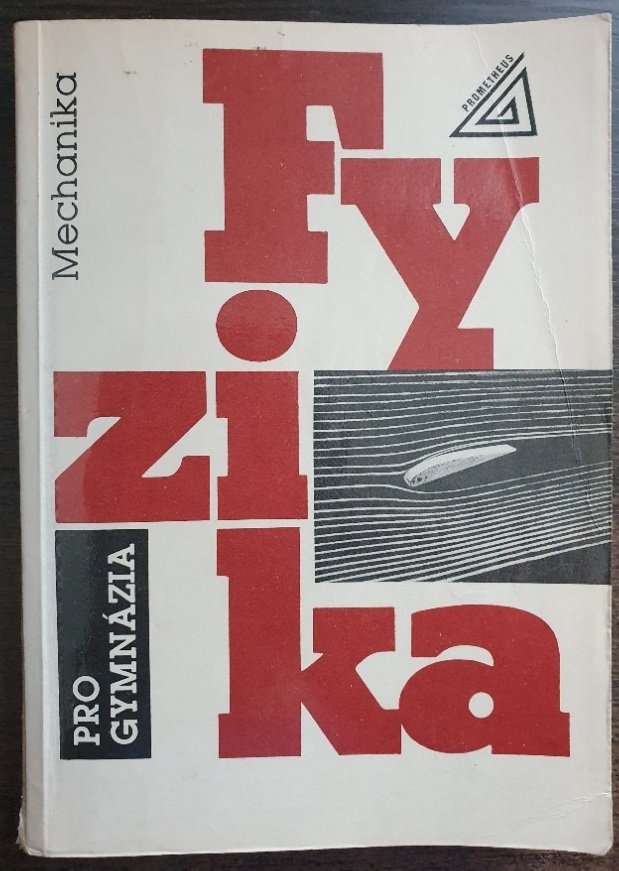 Mechanika
PROMETHEUS
Fy
zi
ka
PRO
GYMNÁZIA